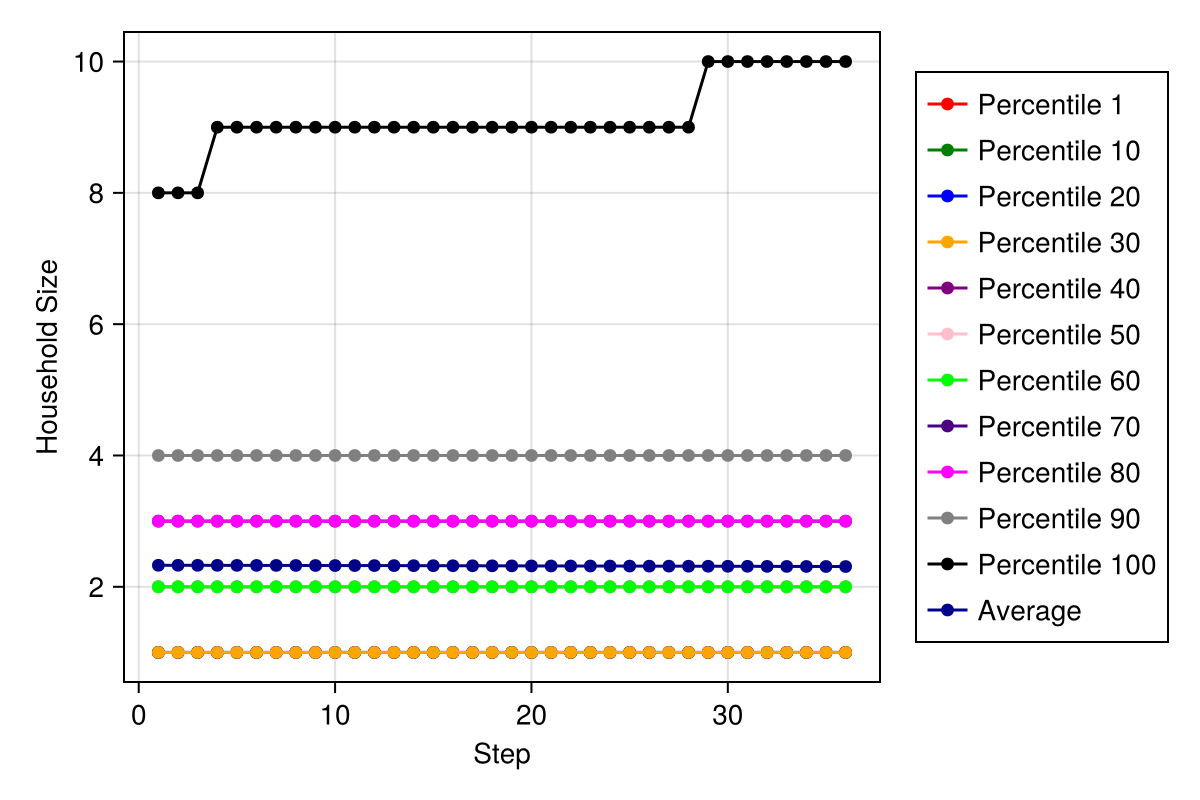 10
8
6
4
2
Household Size
0
10
20
30
Step
Percentile 1
Percentile 10
Percentile 20
Percentile 30
Percentile 40
Percentile 50
Percentile 60
Percentile 70
Percentile 80
Percentile 90
Percentile 100
Average